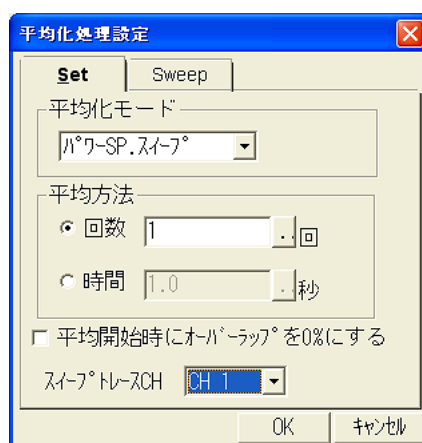 平均化処理設定
Set Sweep
平均化モード
ﾊﾟﾜｰSP.ｽｲｰﾌﾟ
平均方法
回数 1 .. 回
時間 1.0 .. 秒
平均開始時にｵｰﾊﾞｰﾗｯﾌﾟを0%にする
ｽｲｰﾌﾟﾄﾚｰｽCH CH 1
OK ｷｬﾝｾﾙ